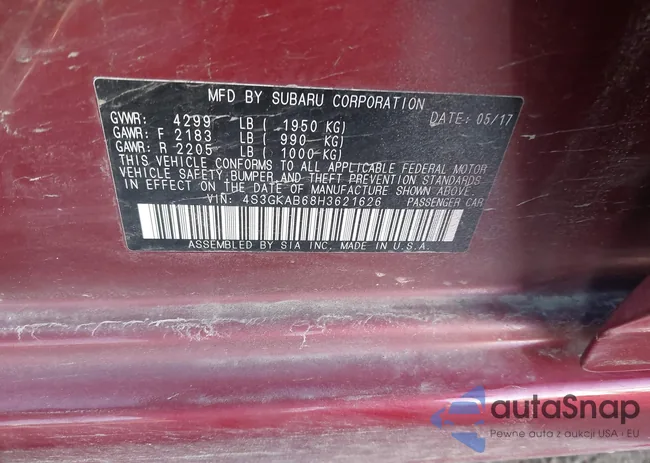 MFD BY SUBARU CORPORATION
GVWR: 4299 LB ( 1950 KG) DATE: 05/17
GAWR: F 2183 LB ( 990 KG)
GAWR: R 2205 LB ( 1000 KG)
THIS VEHICLE CONFORMS TO ALL APPLICABLE FEDERAL MOTOR
VEHICLE SAFETY, BUMPER, AND THEFT PREVENTION STANDARDS
IN EFFECT ON THE DATE OF MANUFACTURE SHOWN ABOVE.
VIN: 4S3GKAB68H3621626 PASSENGER CAR
ASSEMBLED BY SIA INC. MADE IN U.S.A.
autaSnap
Pewne auta z aukcji USA i EU